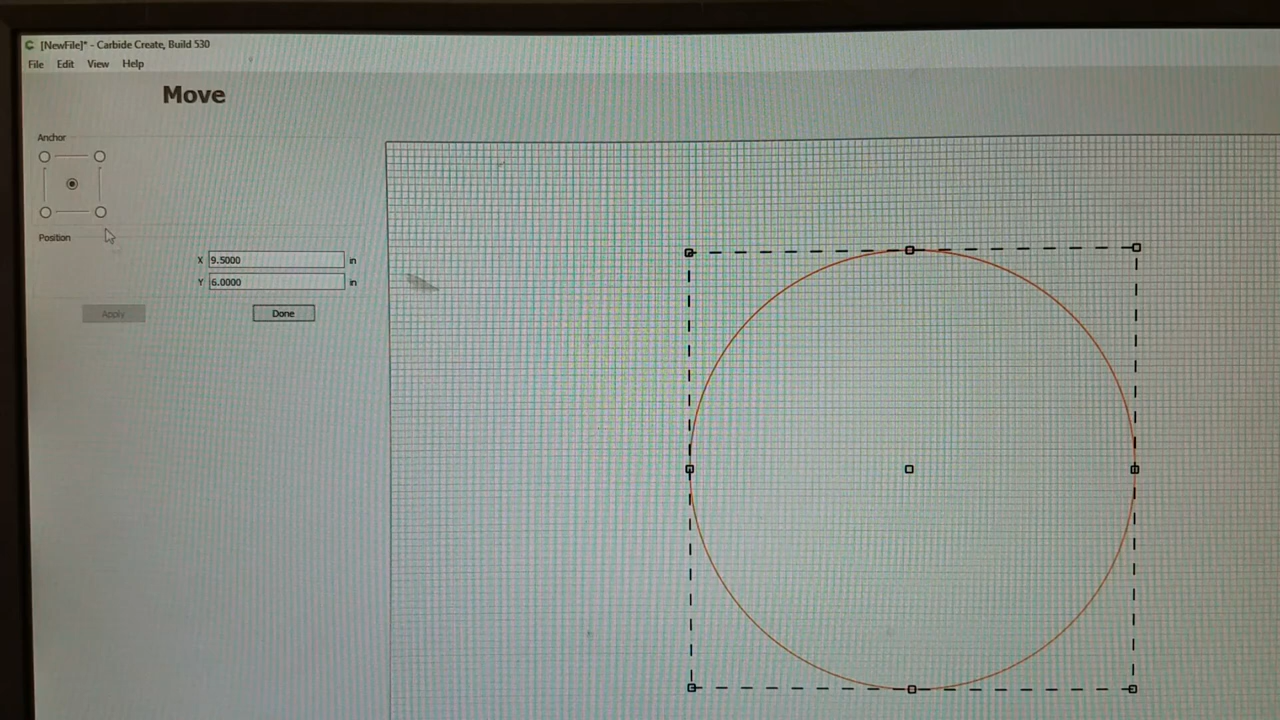 [NewFile]* - Carbide Create, Build 530
File Edit View Help
Move
Anchor
Position
X 9.5000 in
Y 6.0000 in
Apply Done